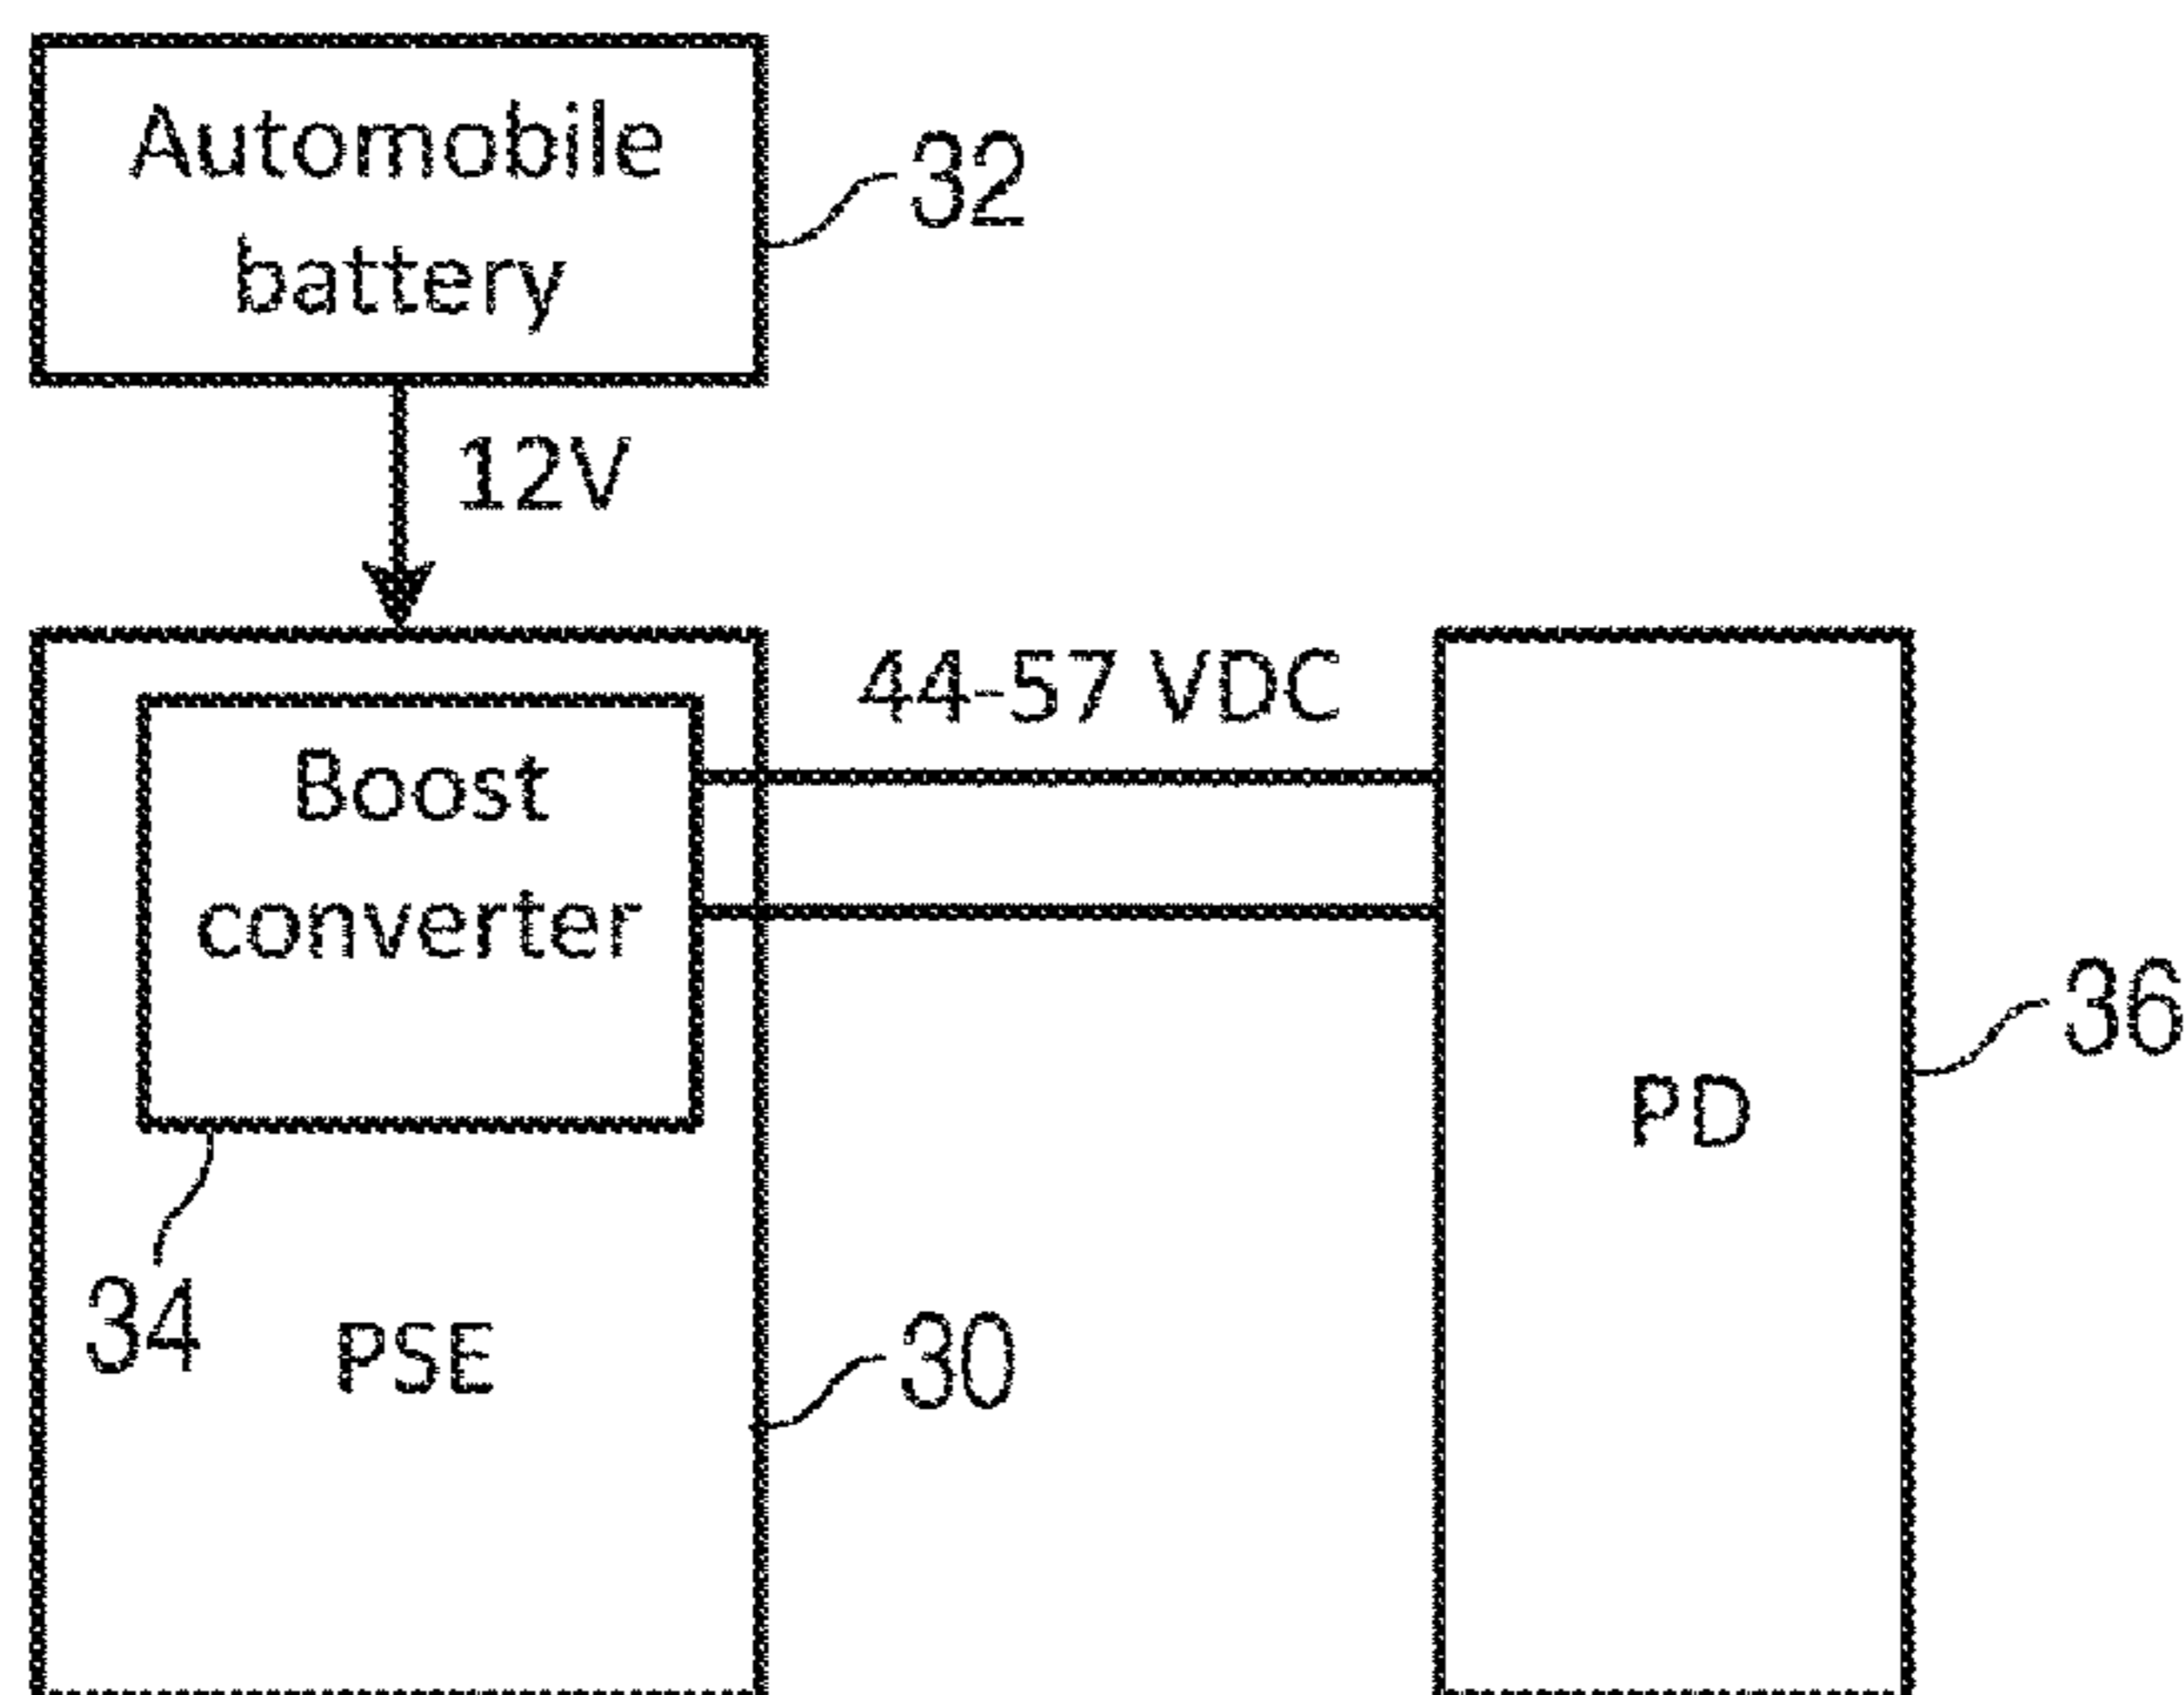 Automobile
battery
32
12V
44-57 VDC
Boost
converter
36
PD
34
PSE
30